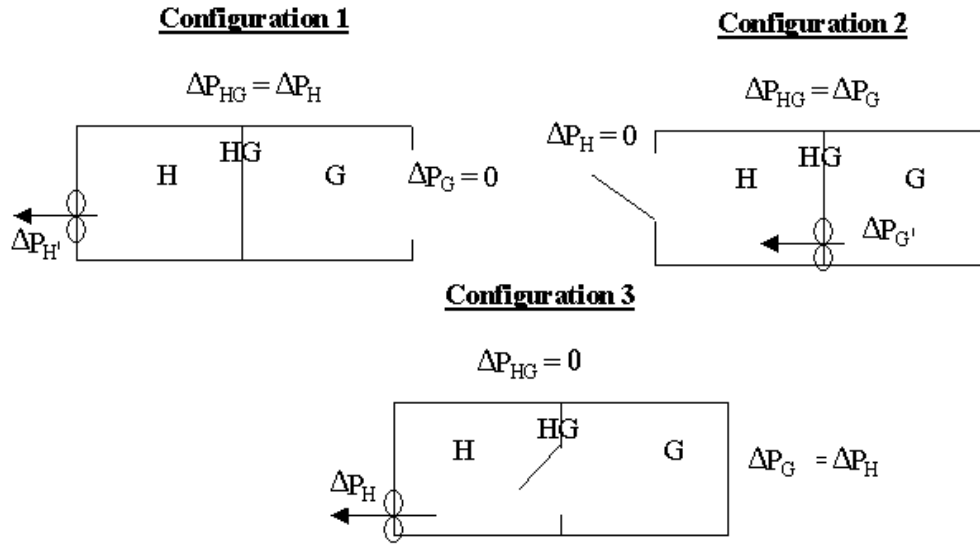 Configuration 1
ΔP_HG = ΔP_H
HG
H
G
ΔP_G = 0
ΔP_H'
Configuration 2
ΔP_HG = ΔP_G
ΔP_H = 0
HG
H
G
ΔP_G'
Configuration 3
ΔP_HG = 0
HG
H
G
ΔP_G = ΔP_H
ΔP_H